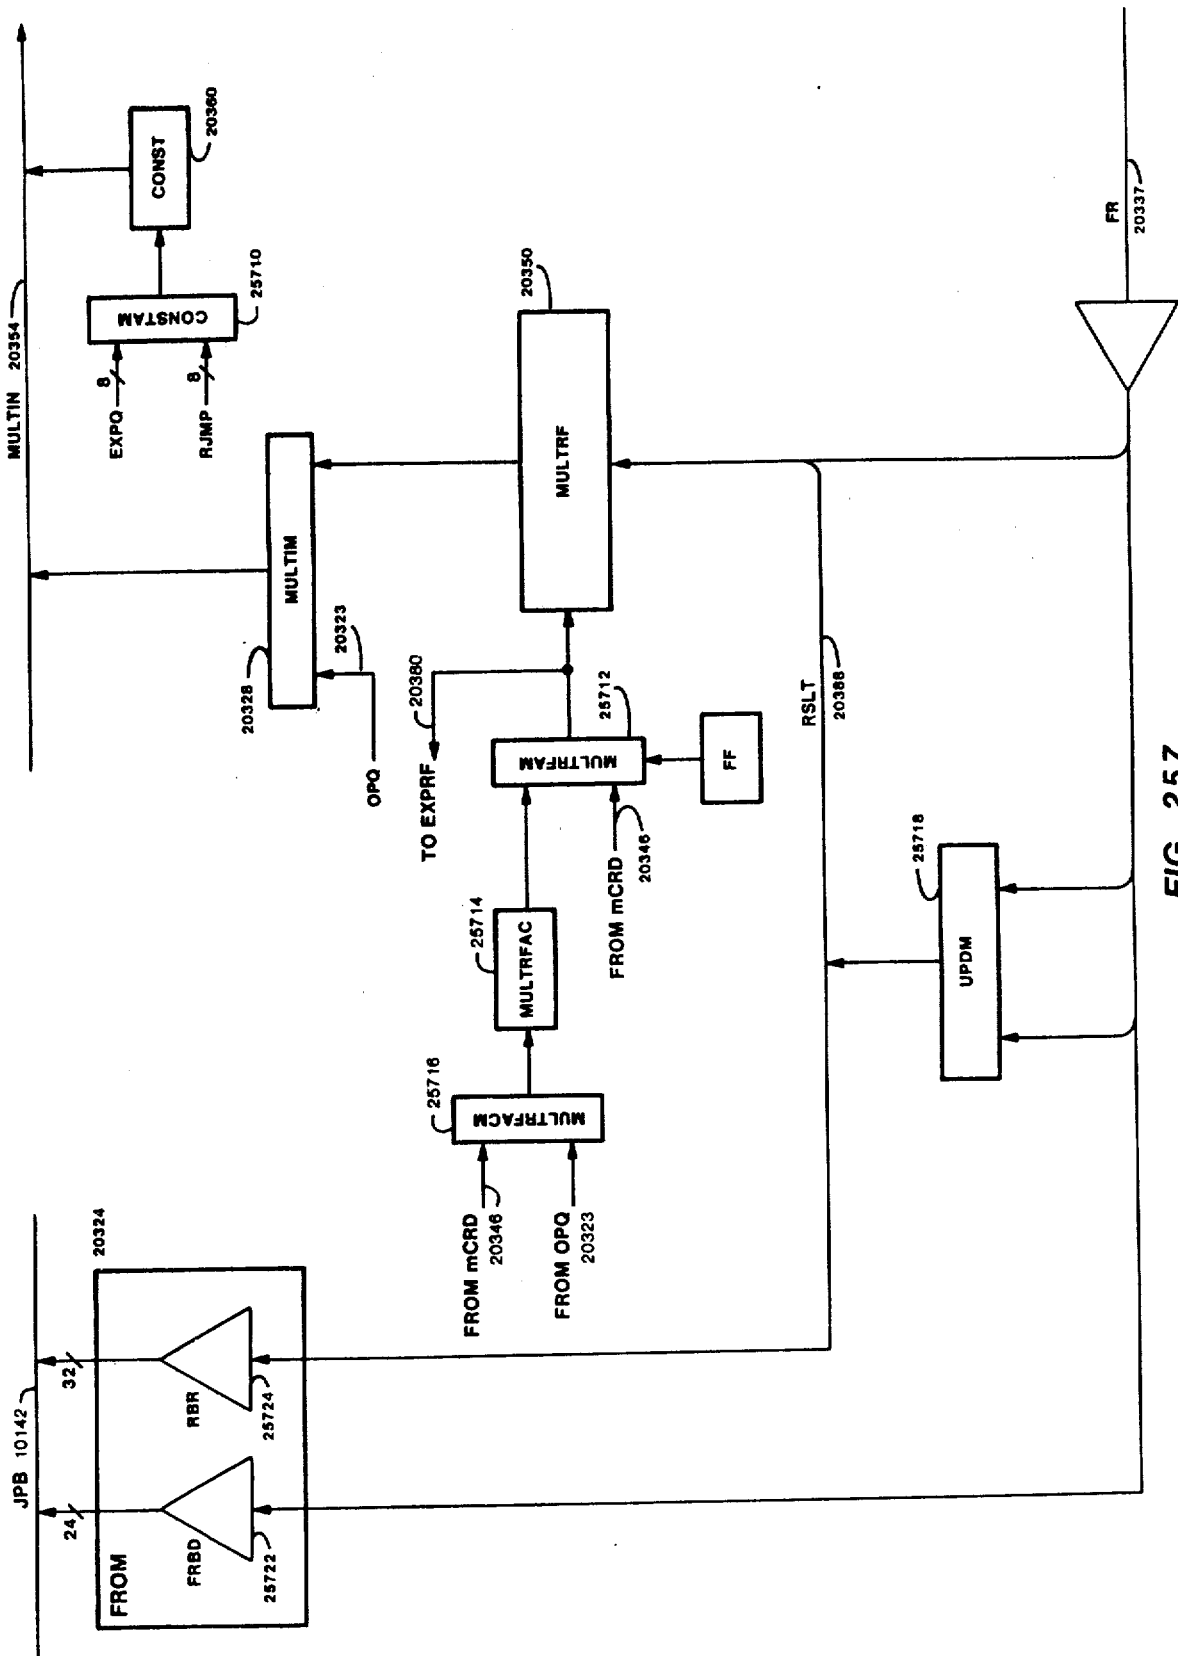 JPB 10142
24
32
FROM
FRBD
25722
RBR
25724
20324
MULTIN 20354
EXPQ
8
RJMP
8
CONSTAM
25710
CONST
20360
MULTIM
20328
OPQ
20323
TO EXPRF
20380
MULTRF
20350
FROM mCRD
20346
FROM OPQ
20323
MULTRFACM
25716
MULTRFAC
25714
MULTRFAM
25712
FROM mCRD
20346
FF
RSLT
20388
UPDM
25718
FR
20337
FIG. 257